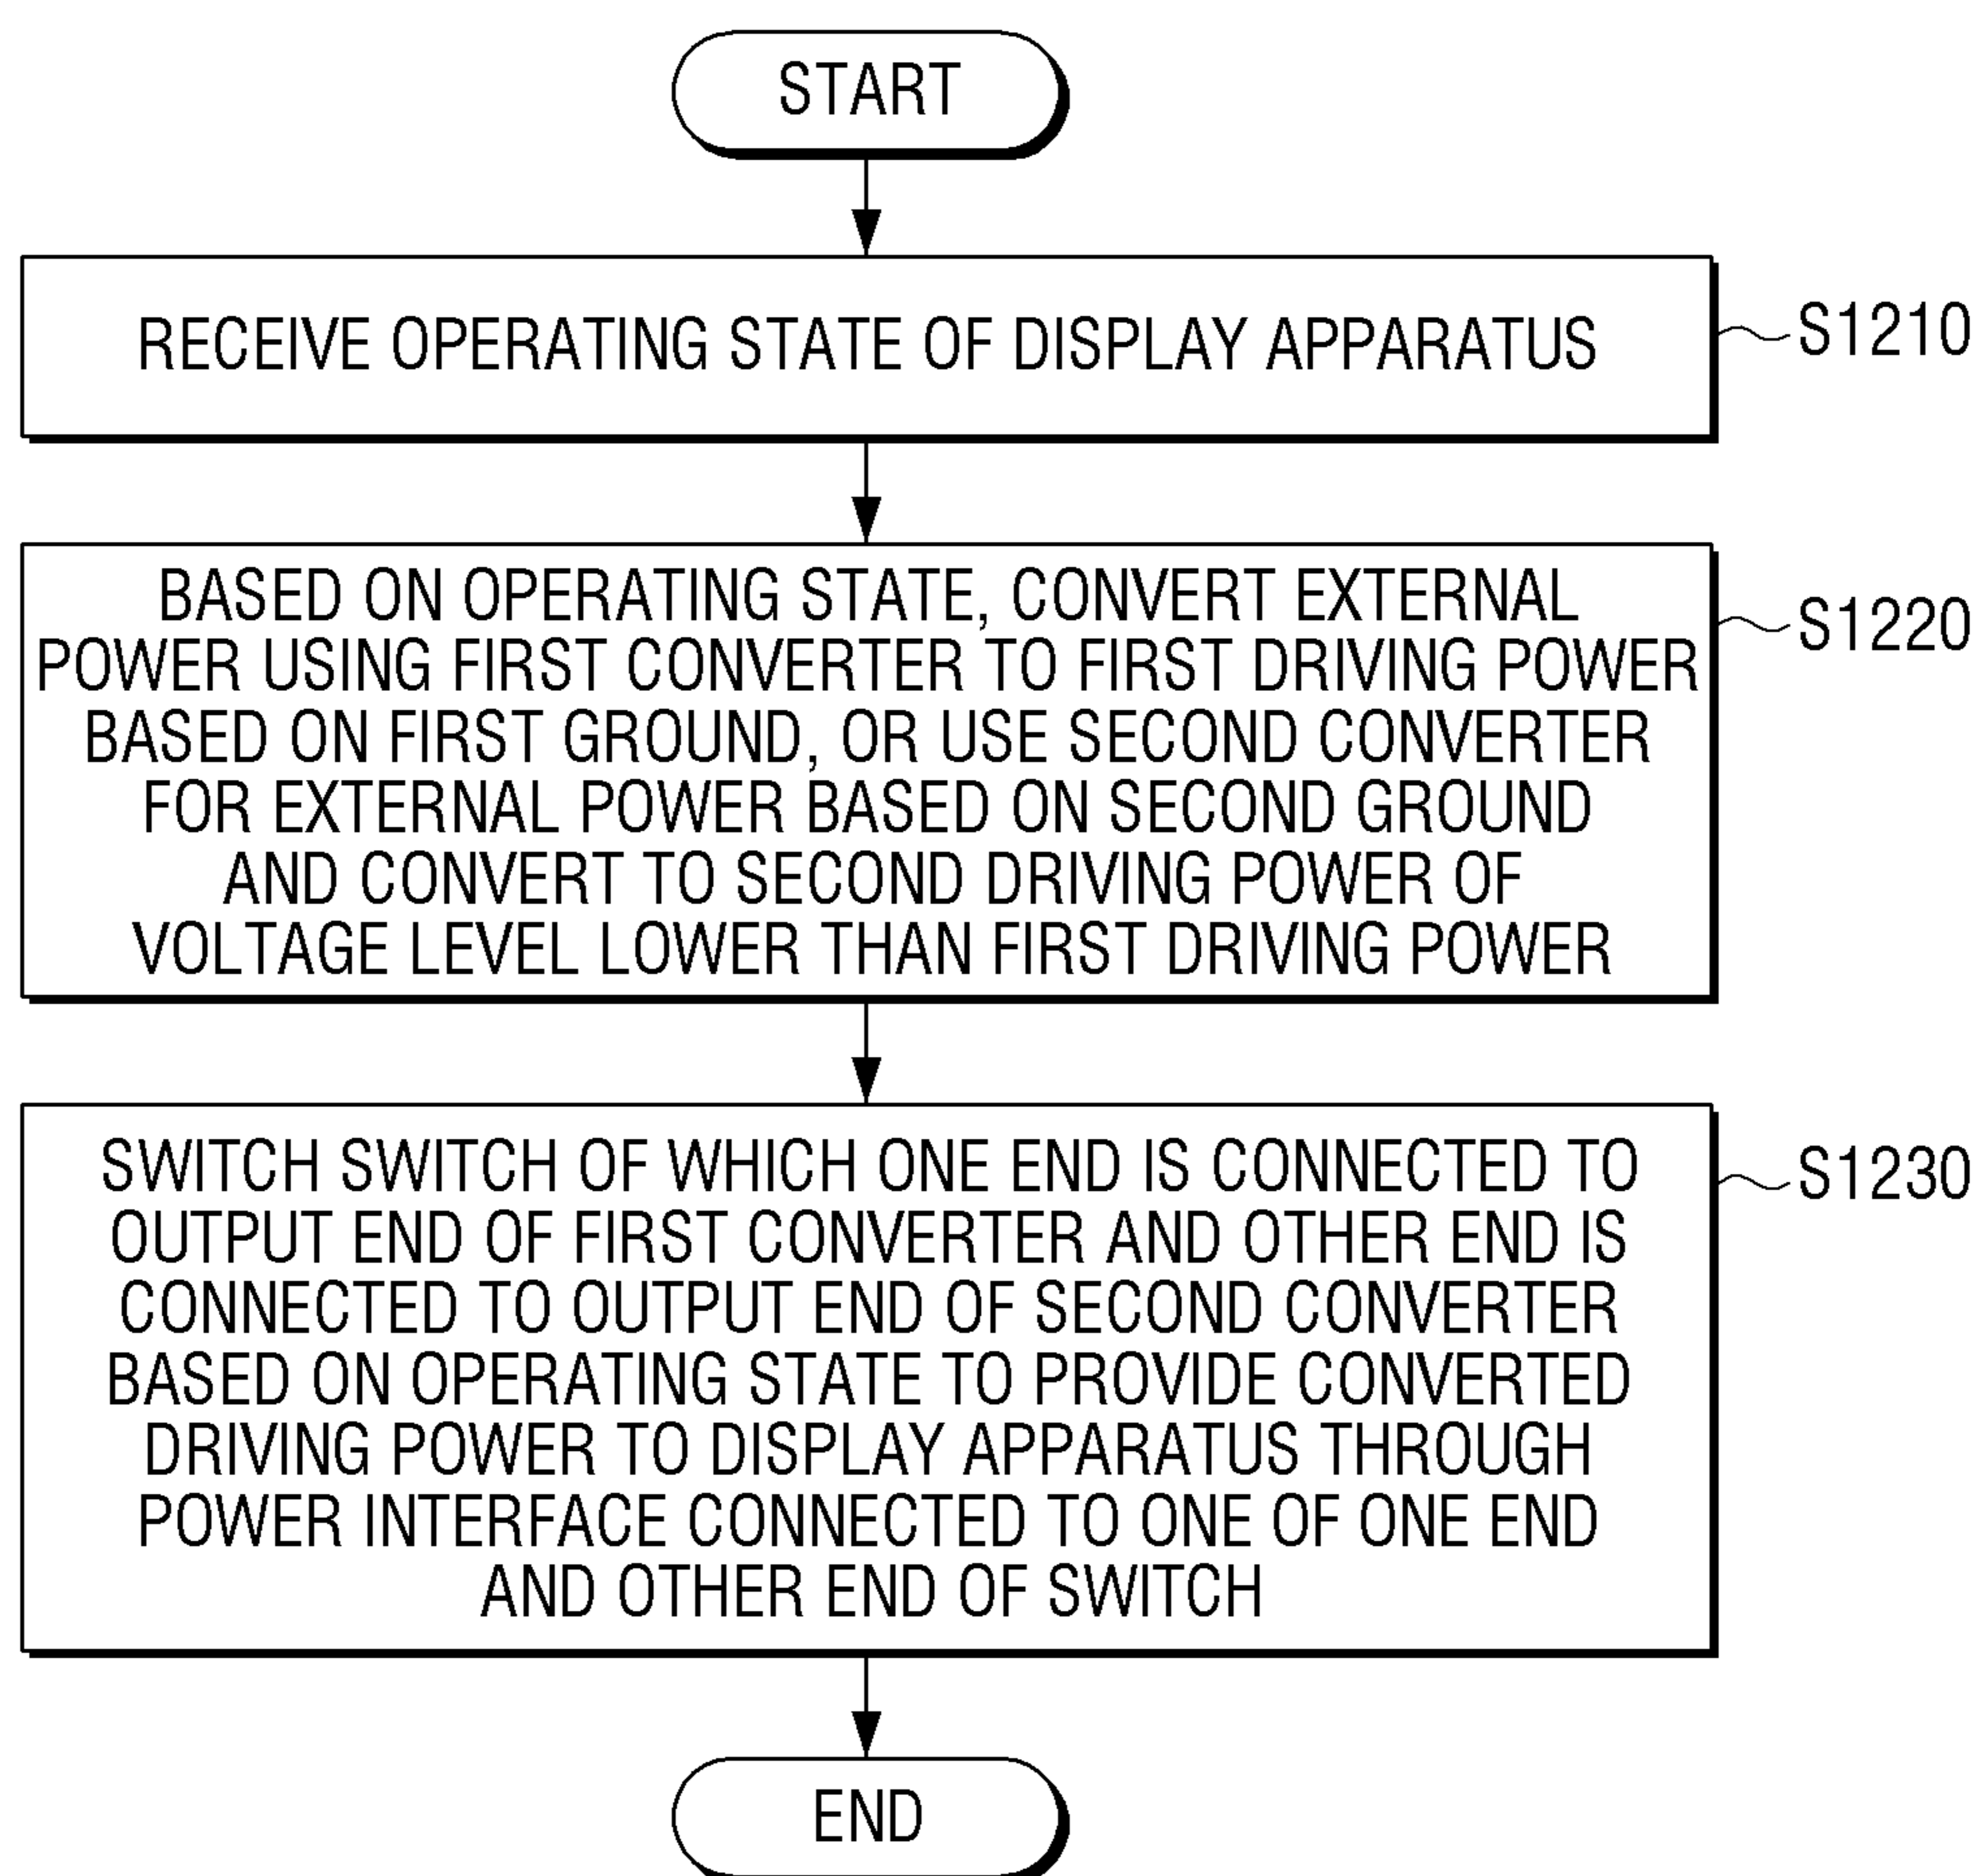 START
RECEIVE OPERATING STATE OF DISPLAY APPARATUS
S1210
BASED ON OPERATING STATE, CONVERT EXTERNAL
POWER USING FIRST CONVERTER TO FIRST DRIVING POWER
BASED ON FIRST GROUND, OR USE SECOND CONVERTER
FOR EXTERNAL POWER BASED ON SECOND GROUND
AND CONVERT TO SECOND DRIVING POWER OF
VOLTAGE LEVEL LOWER THAN FIRST DRIVING POWER
S1220
SWITCH SWITCH OF WHICH ONE END IS CONNECTED TO
OUTPUT END OF FIRST CONVERTER AND OTHER END IS
CONNECTED TO OUTPUT END OF SECOND CONVERTER
BASED ON OPERATING STATE TO PROVIDE CONVERTED
DRIVING POWER TO DISPLAY APPARATUS THROUGH
POWER INTERFACE CONNECTED TO ONE OF ONE END
AND OTHER END OF SWITCH
S1230
END